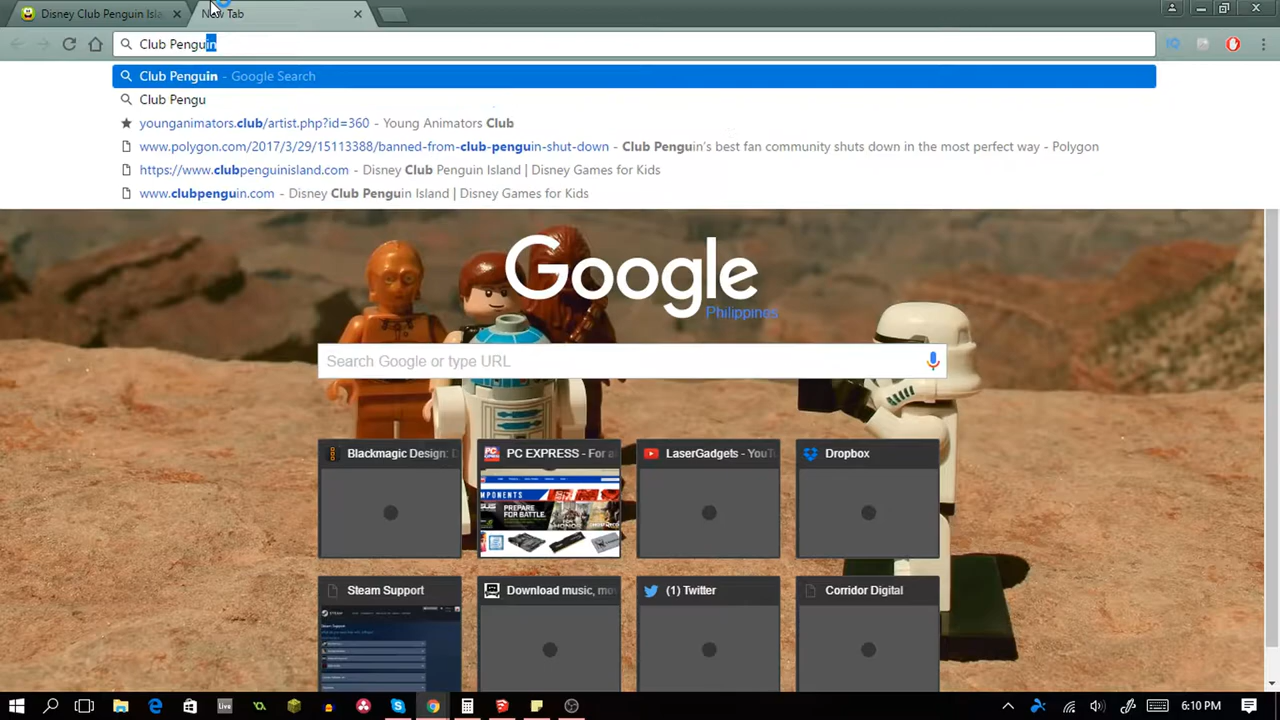 Disney Club Penguin Isla
New Tab
Club Penguin
Club Penguin - Google Search
Club Pengu
younganimators.club/artist.php?id=360 - Young Animators Club
www.polygon.com/2017/3/29/15113388/banned-from-club-penguin-shut-down - Club Penguin's best fan community shuts down in the most perfect way - Polygon
https://www.clubpenguinisland.com - Disney Club Penguin Island | Disney Games for Kids
www.clubpenguin.com - Disney Club Penguin Island | Disney Games for Kids
Google
Philippines
Search Google or type URL
Blackmagic Design: D
PC EXPRESS - For a
LaserGadgets - YouT
Dropbox
MPONENTS
PREPARE
FOR BATTLE.
Steam Support
Download music, mo
(1) Twitter
Corridor Digital
Live
6:10 PM